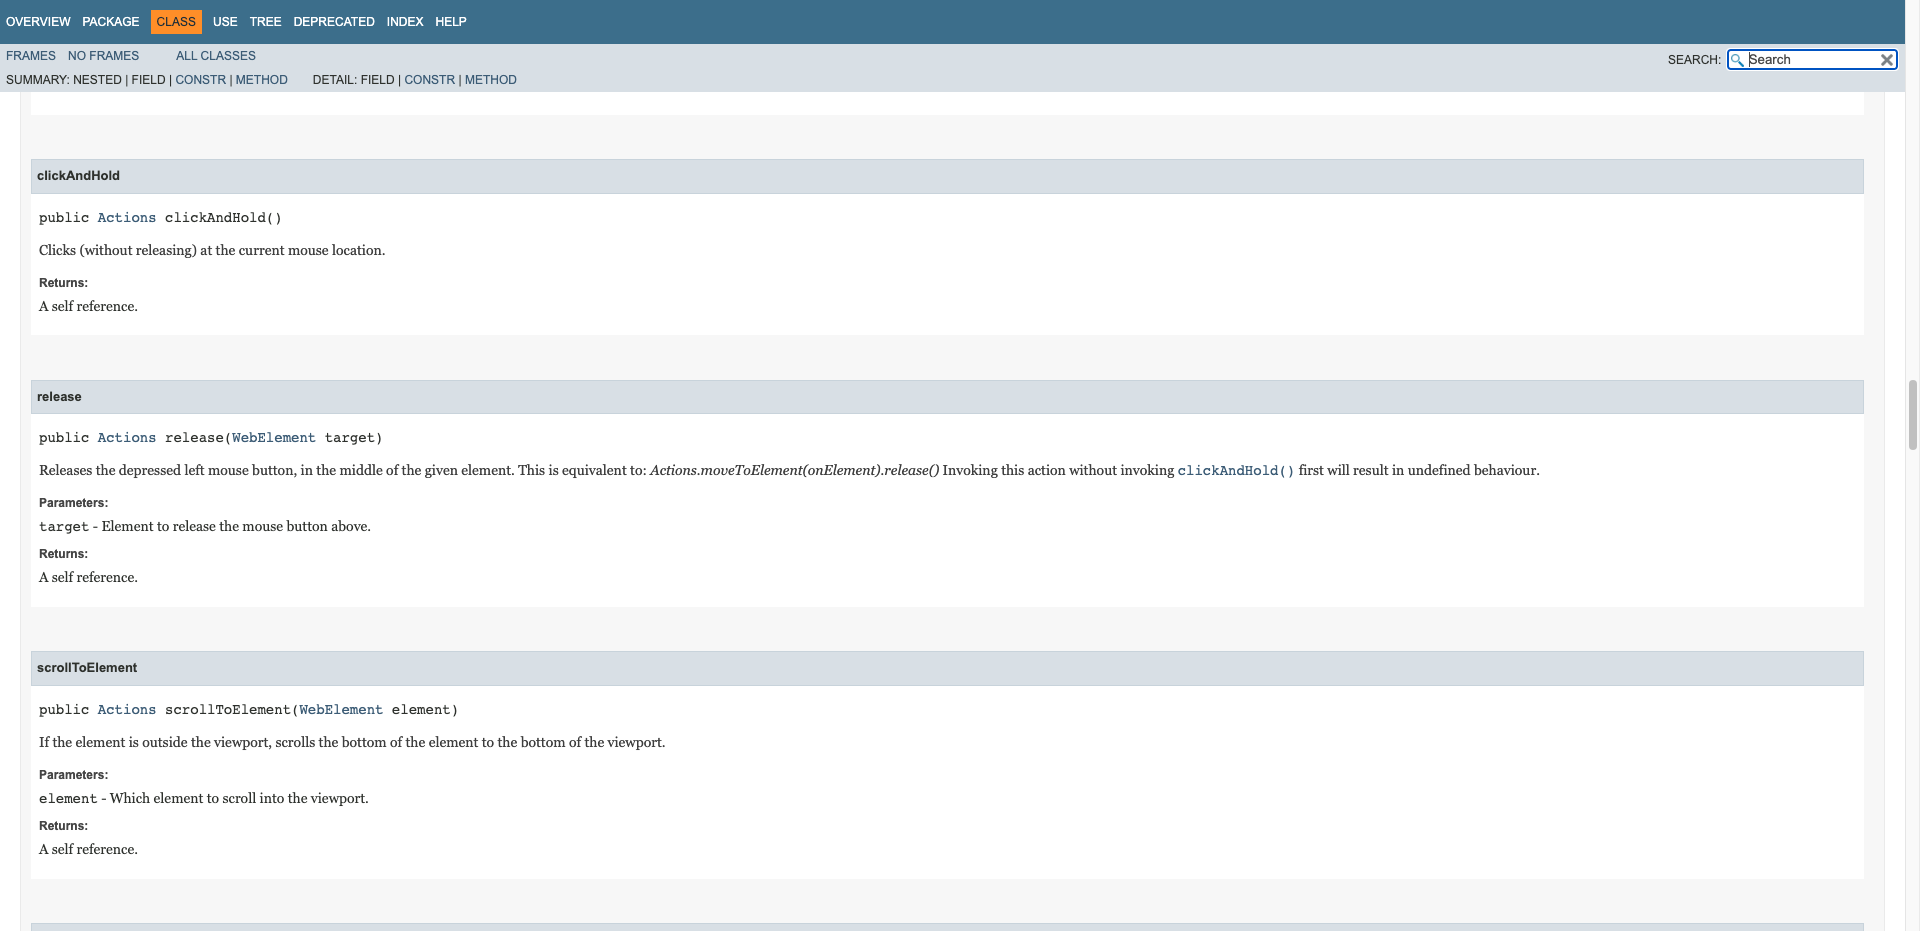 OVERVIEW PACKAGE CLASS USE TREE DEPRECATED INDEX HELP
FRAMES NO FRAMES ALL CLASSES
SEARCH: Search
SUMMARY: NESTED | FIELD | CONSTR | METHOD DETAIL: FIELD | CONSTR | METHOD
clickAndHold
public Actions clickAndHold()
Clicks (without releasing) at the current mouse location.
Returns:
A self reference.
release
public Actions release(WebElement target)
Releases the depressed left mouse button, in the middle of the given element. This is equivalent to: Actions.moveToElement(onElement).release() Invoking this action without invoking clickAndHold() first will result in undefined behaviour.
Parameters:
target - Element to release the mouse button above.
Returns:
A self reference.
scrollToElement
public Actions scrollToElement(WebElement element)
If the element is outside the viewport, scrolls the bottom of the element to the bottom of the viewport.
Parameters:
element - Which element to scroll into the viewport.
Returns:
A self reference.